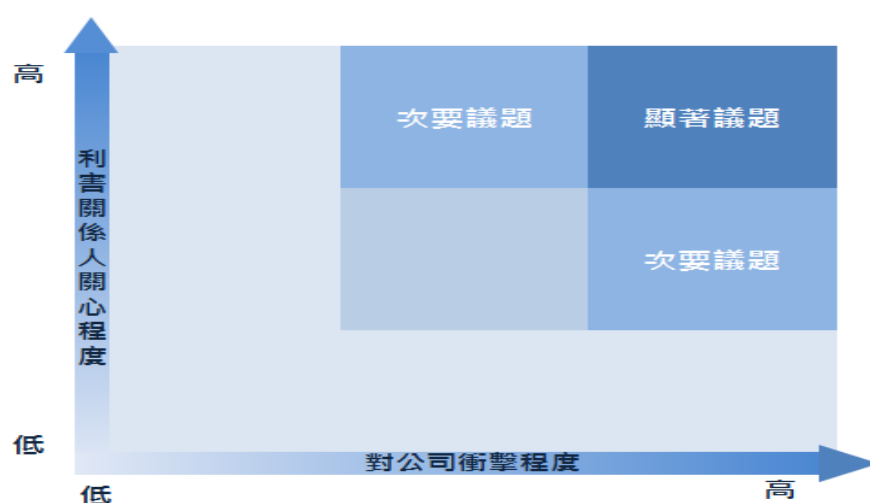 高
次要議題
顯著議題
利害關係人關心程度
次要議題
低
對公司衝擊程度
低
高